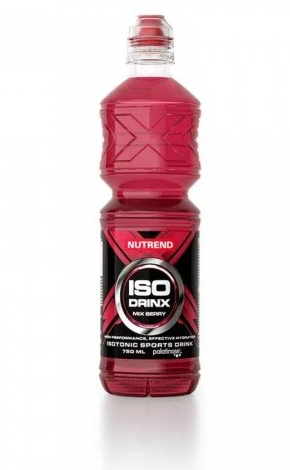 NUTREND
ISO
DRINX
MIX BERRY
HIGH PERFORMANCE, EFFECTIVE HYDRATION
ISOTONIC SPORTS DRINK
750 ML palatinose